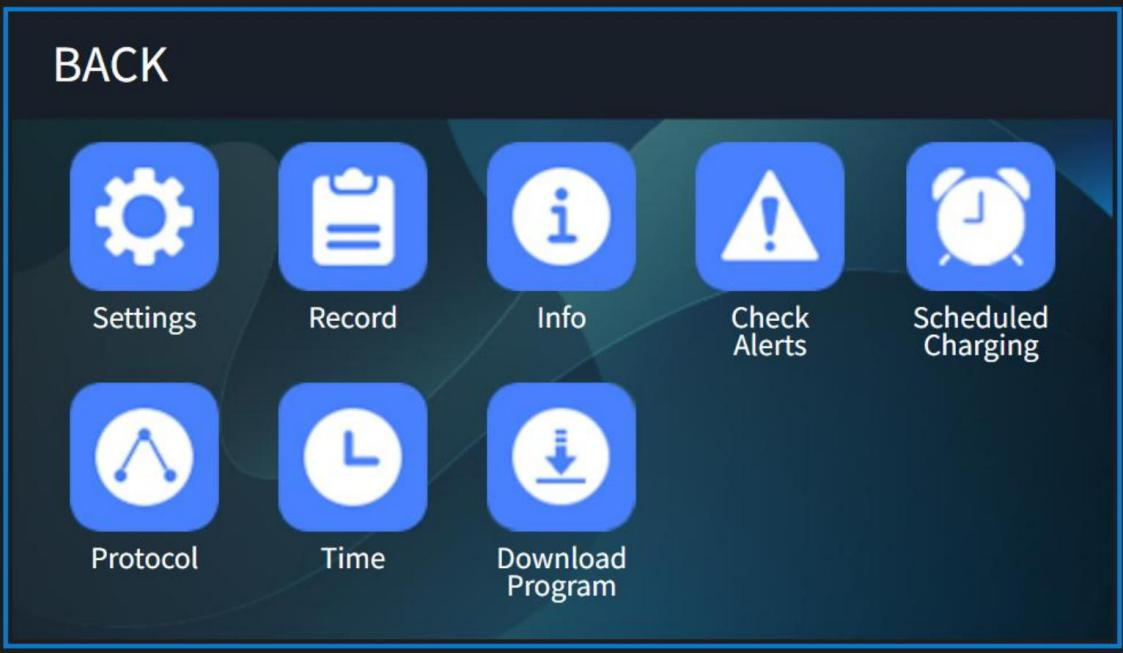 BACK
Settings
Record
Info
Check
Alerts
Scheduled
Charging
Protocol
Time
Download
Program